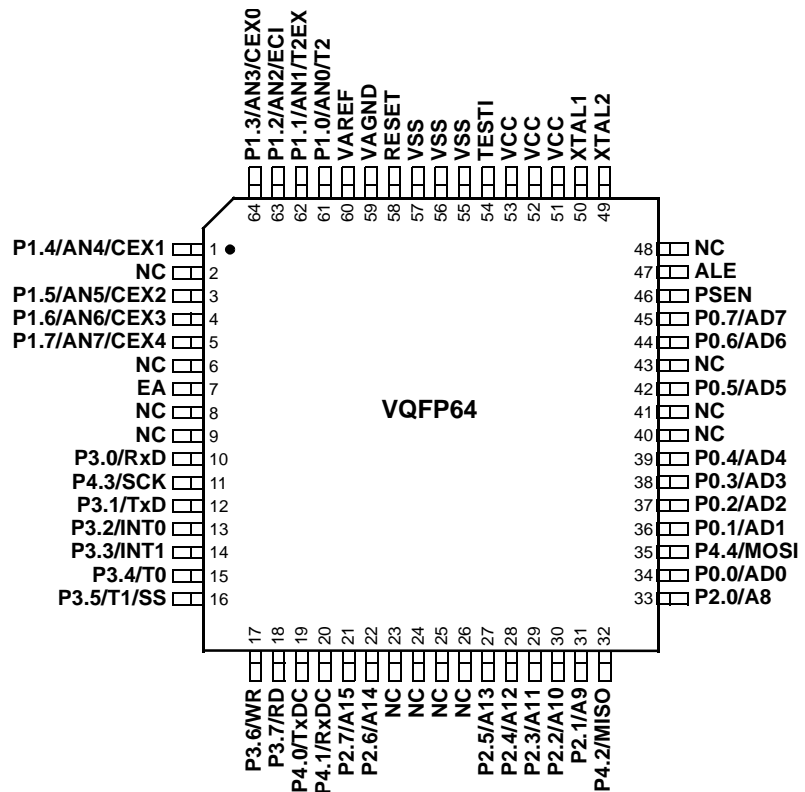 P1.3/AN3/CEX0
P1.2/AN2/ECI
P1.1/AN1/T2EX
P1.0/AN0/T2
VAREF
VAGND
RESET
VSS
VSS
VSS
TESTI
VCC
VCC
VCC
XTAL1
XTAL2
64
63
62
61
60
59
58
57
56
55
54
53
52
51
50
49
P1.4/AN4/CEX1 1
NC 2
P1.5/AN5/CEX2 3
P1.6/AN6/CEX3 4
P1.7/AN7/CEX4 5
NC 6
EA 7
NC 8
NC 9
P3.0/RxD 10
P4.3/SCK 11
P3.1/TxD 12
P3.2/INT0 13
P3.3/INT1 14
P3.4/T0 15
P3.5/T1/SS 16
VQFP64
48 NC
47 ALE
46 PSEN
45 P0.7/AD7
44 P0.6/AD6
43 NC
42 P0.5/AD5
41 NC
40 NC
39 P0.4/AD4
38 P0.3/AD3
37 P0.2/AD2
36 P0.1/AD1
35 P4.4/MOSI
34 P0.0/AD0
33 P2.0/A8
17
18
19
20
21
22
23
24
25
26
27
28
29
30
31
32
P3.6/WR
P3.7/RD
P4.0/TxDC
P4.1/RxDC
P2.7/A15
P2.6/A14
NC
NC
NC
NC
P2.5/A13
P2.4/A12
P2.3/A11
P2.2/A10
P2.1/A9
P4.2/MISO